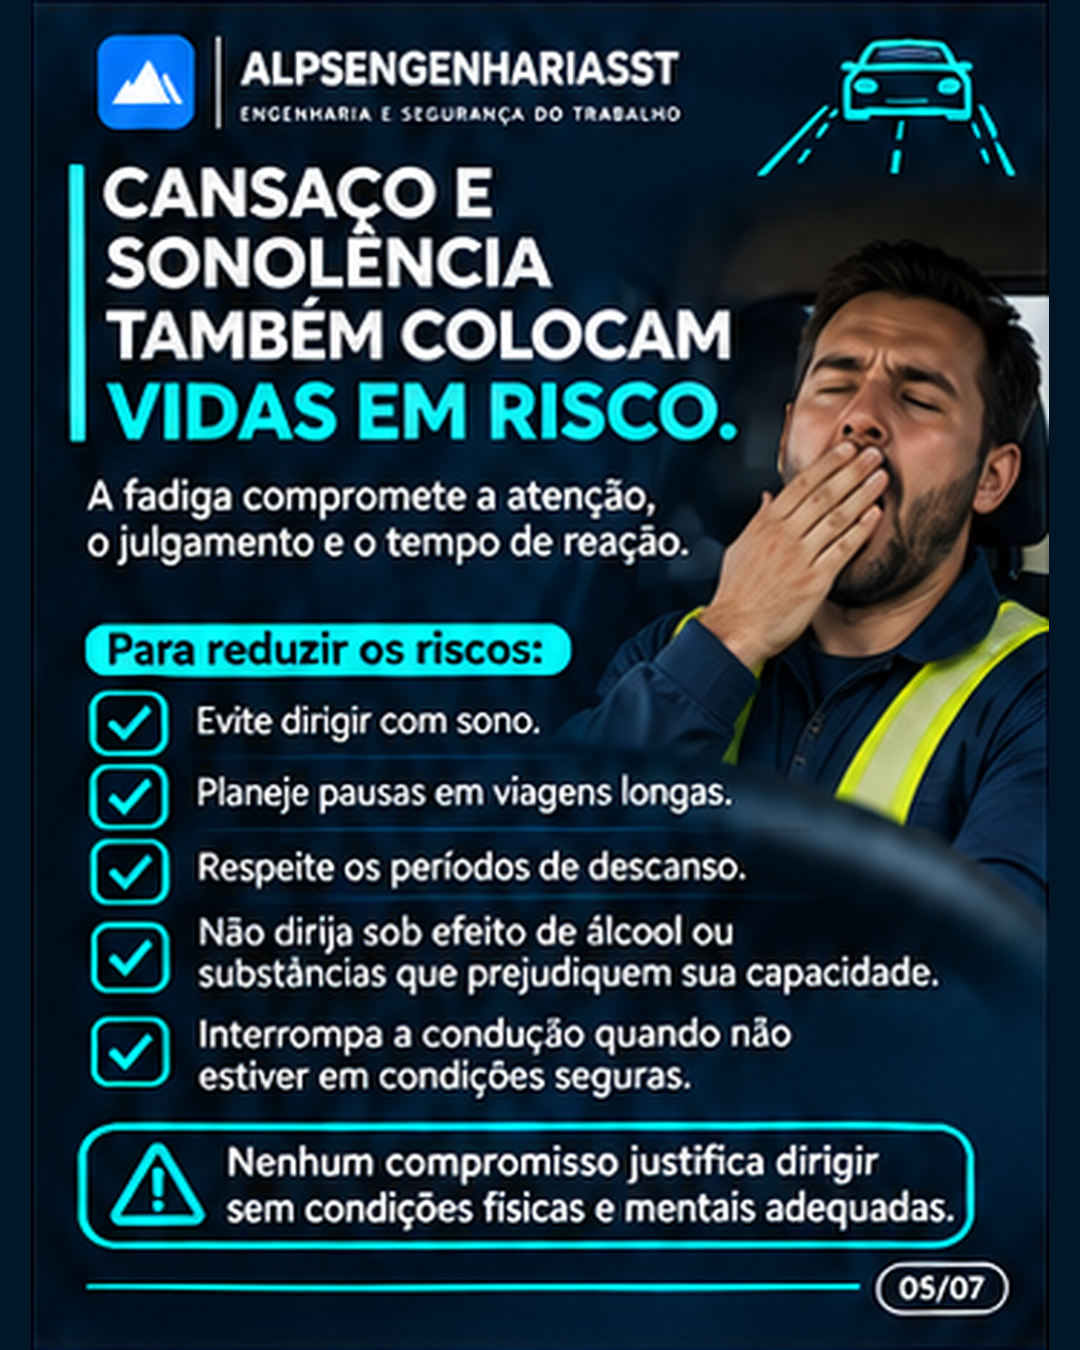 ALPSENGENHARIASST
ENGENHARIA E SEGURANÇA DO TRABALHO
CANSAÇO E
SONOLÊNCIA
TAMBÉM COLOCAM
VIDAS EM RISCO.
A fadiga compromete a atenção,
o julgamento e o tempo de reação.
Para reduzir os riscos:
Evite dirigir com sono.
Planeje pausas em viagens longas.
Respeite os períodos de descanso.
Não dirija sob efeito de álcool ou
substâncias que prejudiquem sua capacidade.
Interrompa a condução quando não
estiver em condições seguras.
Nenhum compromisso justifica dirigir
sem condições físicas e mentais adequadas.
05/07